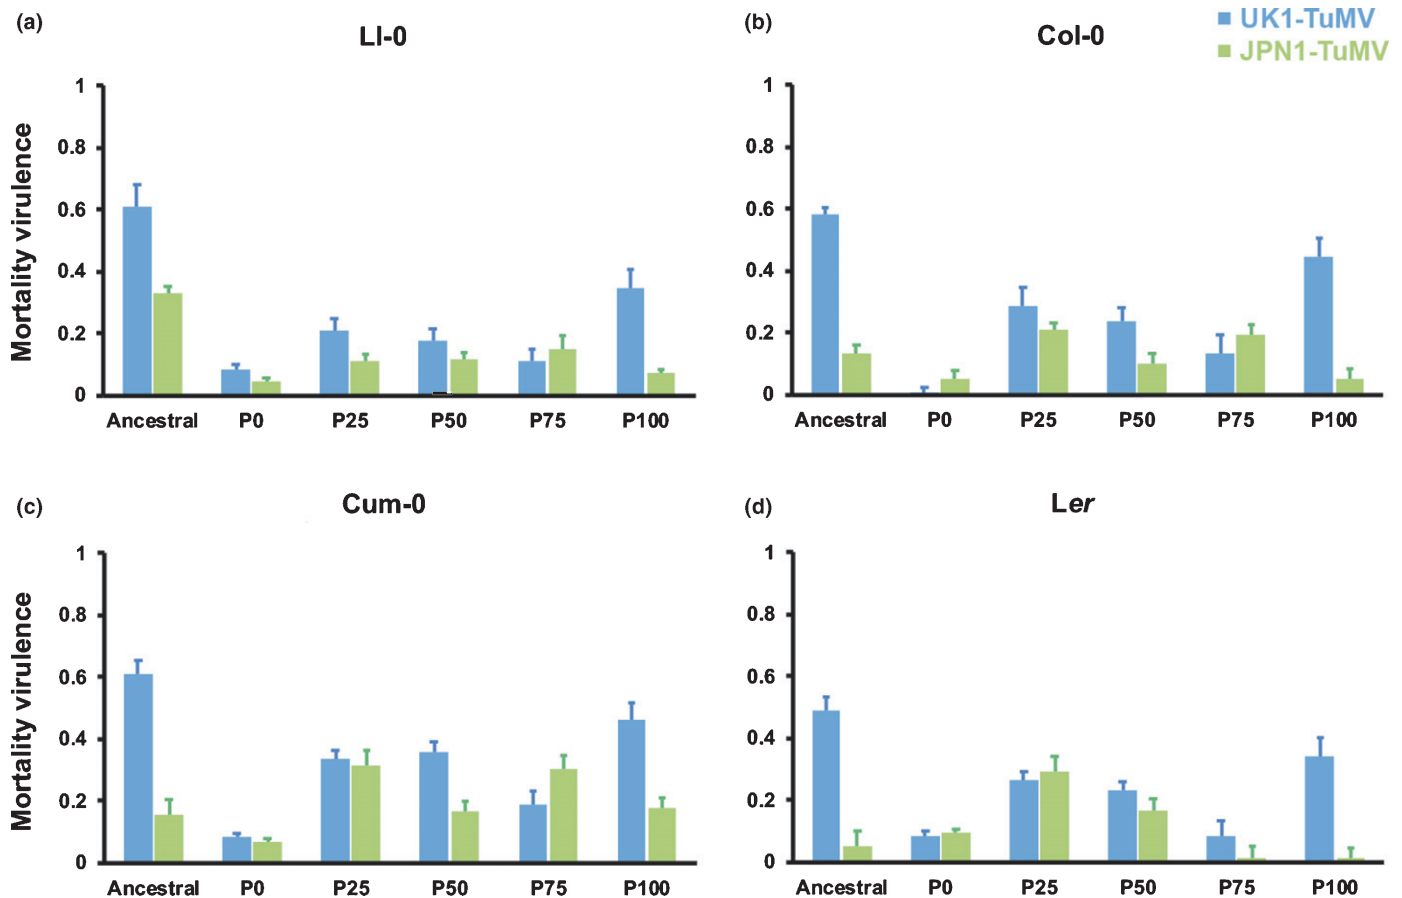 (a)
Ll-0
(b)
Col-0
UK1-TuMV
JPN1-TuMV
Mortality virulence
1
0.8
0.6
0.4
0.2
0
Ancestral P0 P25 P50 P75 P100
1
0.8
0.6
0.4
0.2
0
Ancestral P0 P25 P50 P75 P100
(c)
Cum-0
(d)
Ler
Mortality virulence
1
0.8
0.6
0.4
0.2
0
Ancestral P0 P25 P50 P75 P100
1
0.8
0.6
0.4
0.2
0
Ancestral P0 P25 P50 P75 P100